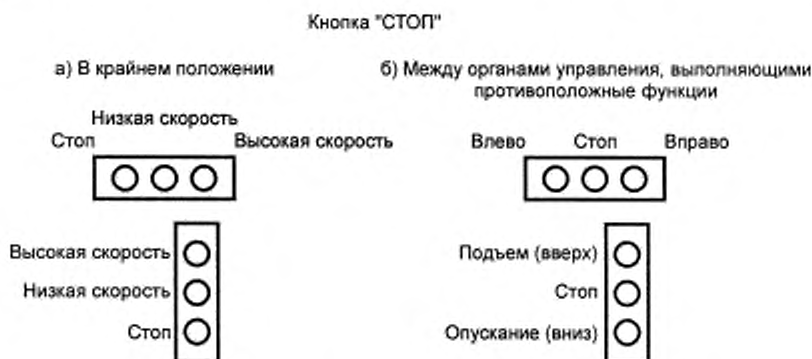 Кнопка "СТОП"
а) В крайнем положении
б) Между органами управления, выполняющими
противоположные функции
Низкая скорость
Стоп
Высокая скорость
Влево
Стоп
Вправо
Высокая скорость
Низкая скорость
Стоп
Подъем (вверх)
Стоп
Опускание (вниз)